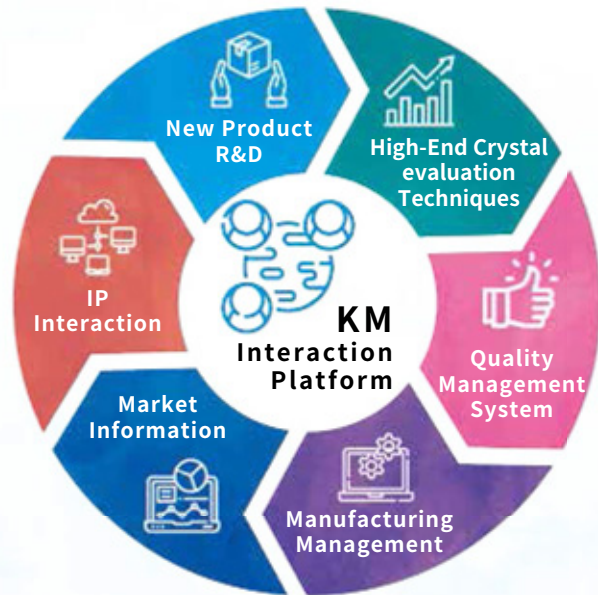 New Product
R&D
High-End Crystal
evaluation
Techniques
Quality
Management
System
Manufacturing
Management
Market
Information
IP
Interaction
KM
Interaction
Platform